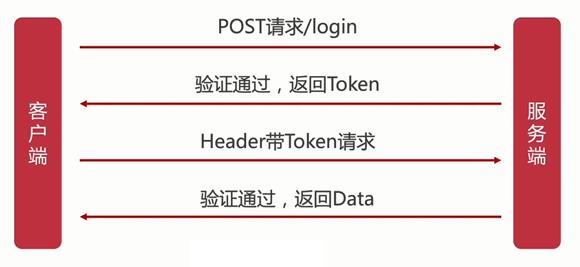 POST请求/login
验证通过，返回Token
客户端
服务端
Header带Token请求
验证通过，返回Data